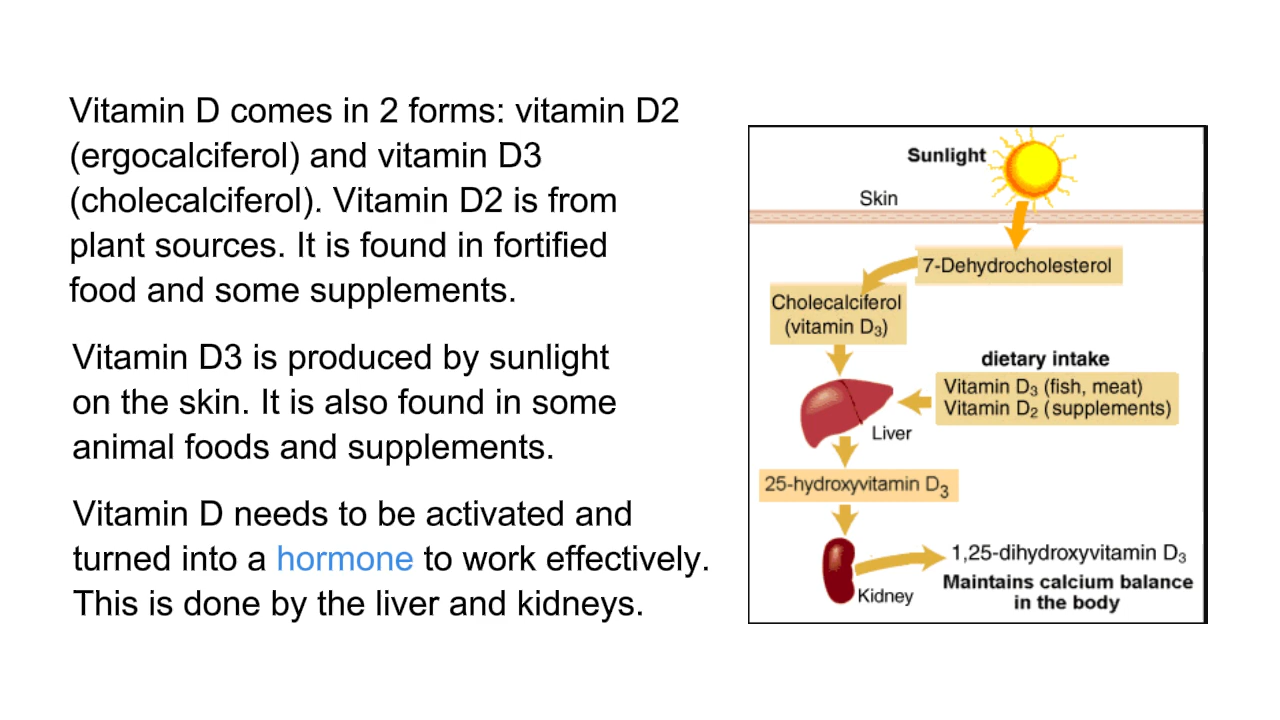 Vitamin D comes in 2 forms: vitamin D2
(ergocalciferol) and vitamin D3
(cholecalciferol). Vitamin D2 is from
plant sources. It is found in fortified
food and some supplements.
Vitamin D3 is produced by sunlight
on the skin. It is also found in some
animal foods and supplements.
Vitamin D needs to be activated and
turned into a hormone to work effectively.
This is done by the liver and kidneys.
Sunlight
Skin
7-Dehydrocholesterol
Cholecalciferol
(vitamin D₃)
dietary intake
Vitamin D₃ (fish, meat)
Vitamin D₂ (supplements)
Liver
25-hydroxyvitamin D₃
1,25-dihydroxyvitamin D₃
Maintains calcium balance
in the body
Kidney